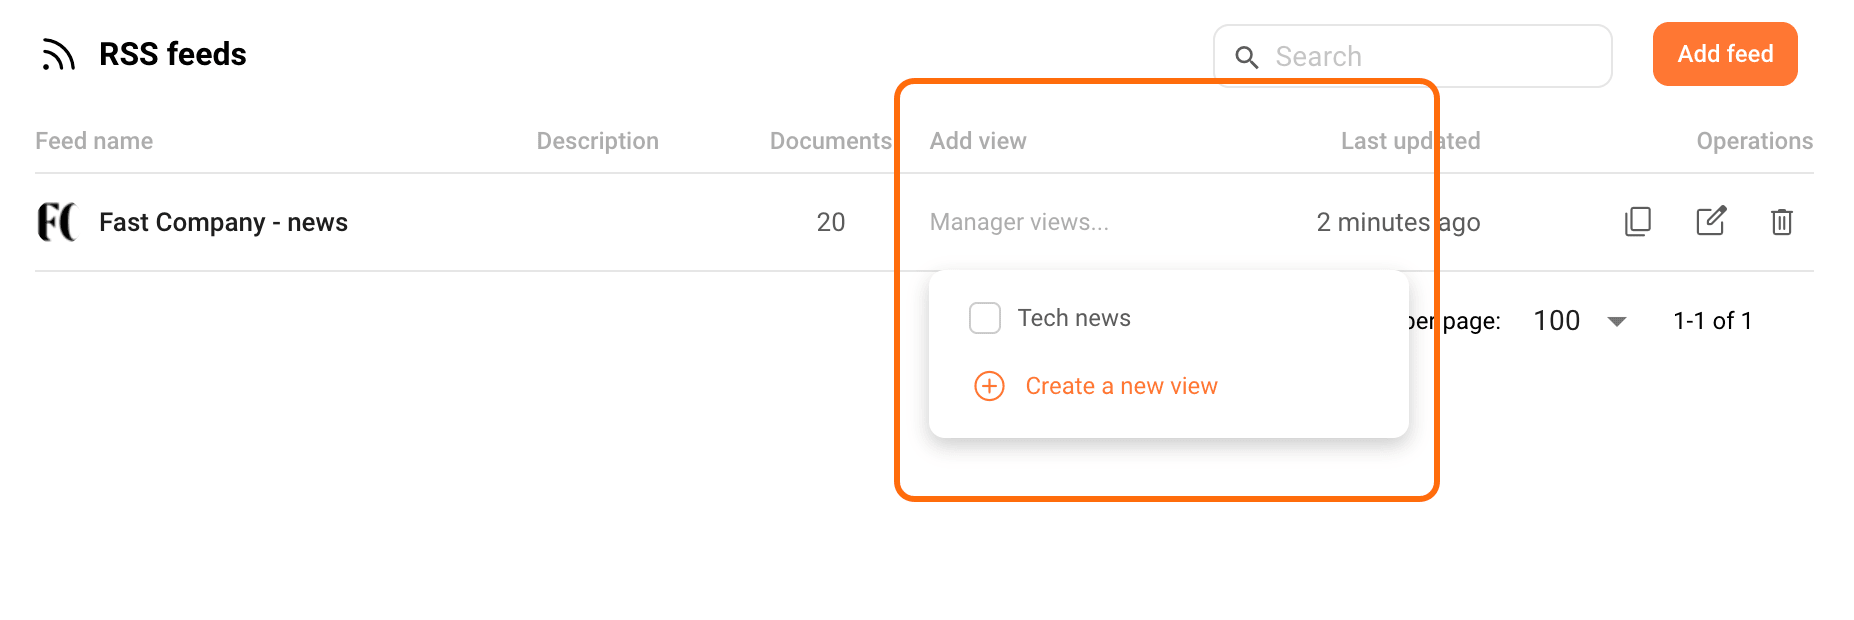 RSS feeds
Search
Add feed
Feed name Description Documents Add view Last updated Operations
FC Fast Company - news 20 Manager views... 2 minutes ago
Tech news
per page: 100 1-1 of 1
Create a new view